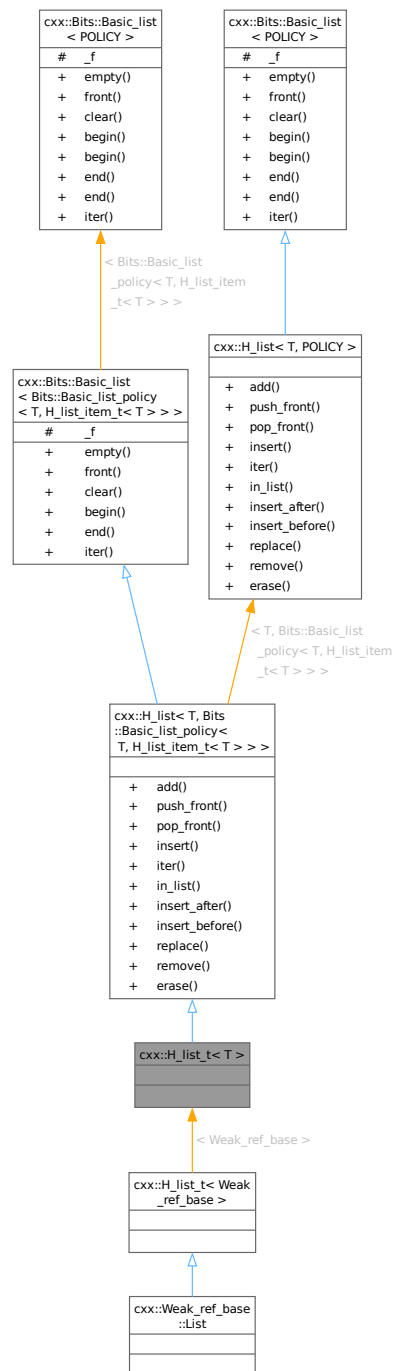 cxx::Bits::Basic_list
< POLICY >
# _f
+ empty()
+ front()
+ clear()
+ begin()
+ begin()
+ end()
+ end()
+ iter()
cxx::Bits::Basic_list
< POLICY >
# _f
+ empty()
+ front()
+ clear()
+ begin()
+ begin()
+ end()
+ end()
+ iter()
< Bits::Basic_list
_policy< T, H_list_item
_t< T > > >
cxx::H_list< T, POLICY >
+ add()
+ push_front()
+ pop_front()
+ insert()
+ iter()
+ in_list()
+ insert_after()
+ insert_before()
+ replace()
+ remove()
+ erase()
cxx::Bits::Basic_list
< Bits::Basic_list_policy
< T, H_list_item_t< T > > >
# _f
+ empty()
+ front()
+ clear()
+ begin()
+ end()
+ iter()
< T, Bits::Basic_list
_policy< T, H_list_item
_t< T > > >
cxx::H_list< T, Bits
::Basic_list_policy<
T, H_list_item_t< T > > >
+ add()
+ push_front()
+ pop_front()
+ insert()
+ iter()
+ in_list()
+ insert_after()
+ insert_before()
+ replace()
+ remove()
+ erase()
cxx::H_list_t< T >
< Weak_ref_base >
cxx::H_list_t< Weak
_ref_base >
cxx::Weak_ref_base
::List